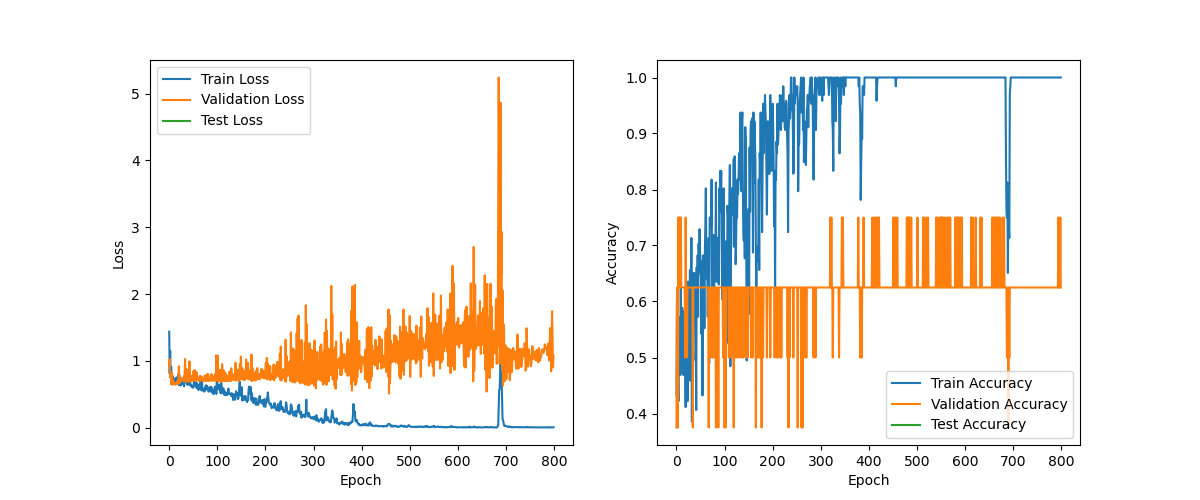 Train Loss
Validation Loss
Test Loss
Loss
5
4
3
2
1
0
0 100 200 300 400 500 600 700 800
Epoch
Accuracy
1.0
0.9
0.8
0.7
0.6
0.5
0.4
Train Accuracy
Validation Accuracy
Test Accuracy
0 100 200 300 400 500 600 700 800
Epoch